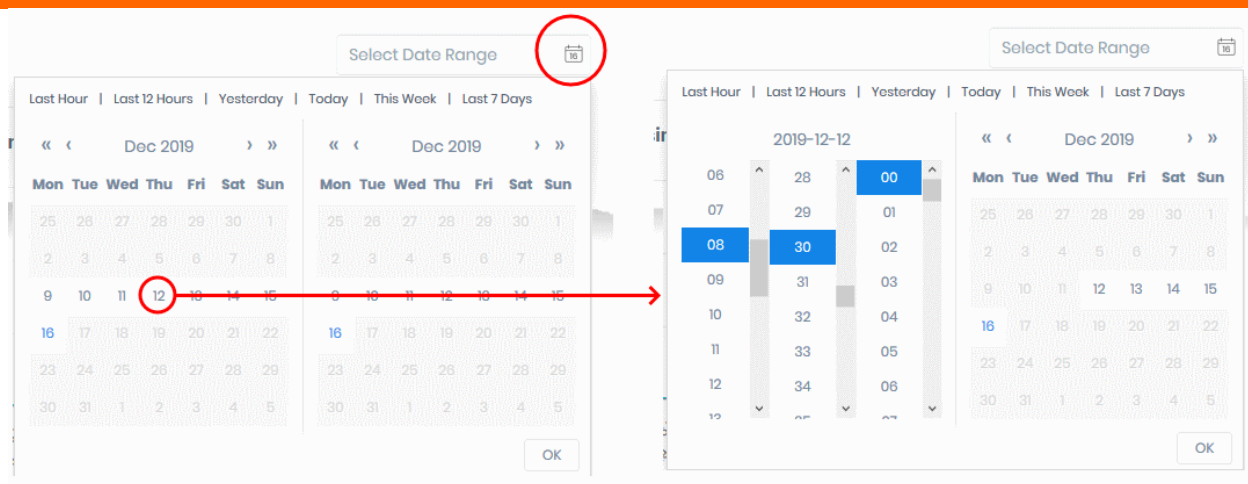 Select Date Range
16
Last Hour | Last 12 Hours | Yesterday | Today | This Week | Last 7 Days
« ‹ Dec 2019 › »
Mon Tue Wed Thu Fri Sat Sun
25 26 27 28 29 30 1
2 3 4 5 6 7 8
9 10 11 12 13 14 15
16 17 18 19 20 21 22
23 24 25 26 27 28 29
30 31 1 2 3 4 5
« ‹ Dec 2019 › »
Mon Tue Wed Thu Fri Sat Sun
25 26 27 28 29 30 1
2 3 4 5 6 7 8
9 10 11 12 13 14 15
16 17 18 19 20 21 22
23 24 25 26 27 28 29
30 31 1 2 3 4 5
OK
Select Date Range
16
Last Hour | Last 12 Hours | Yesterday | Today | This Week | Last 7 Days
2019-12-12
06 28 00
07 29 01
08 30 02
09 31 03
10 32 04
11 33 05
12 34 06
13 35 07
« ‹ Dec 2019 › »
Mon Tue Wed Thu Fri Sat Sun
25 26 27 28 29 30 1
2 3 4 5 6 7 8
9 10 11 12 13 14 15
16 17 18 19 20 21 22
23 24 25 26 27 28 29
30 31 1 2 3 4 5
OK